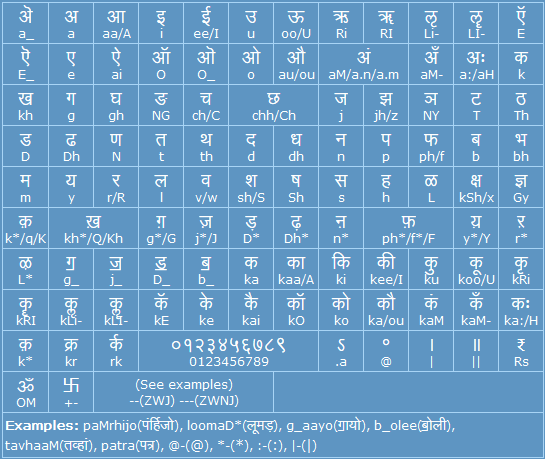 ऄ अ आ इ ई उ ऊ ऋ ॠ ऌ ॡ ऍ
a_ a aa/A i ee/I u oo/U Ri RI Li- LI- E
ऎ ए ऐ ऑ ऒ ओ औ अं अँ अः क
E_ e ai O O_ o au/ou aM/a.n/a.m aM- a:/aH k
ख ग घ ङ च छ ज झ ञ ट ठ
kh g gh NG ch/C chh/Ch j jh/z NY T Th
ड ढ ण त थ द ध न प फ ब भ
D Dh N t th d dh n p ph/f b bh
म य र ल व श ष स ह ळ क्ष ज्ञ
m y r/R l v/w sh/S Sh s h L kSh/x Gy
क़ ख़ ग़ ज़ ड़ ढ़ ऩ फ़ य़ ऱ
k*/q/K kh*/Q/Kh g*/G j*/J D* Dh* n* ph*/f*/F y*/Y r*
ऴ ॻ ॼ ॾ ॿ क का कि की कु कू कृ
L* g_ j_ D_ b_ ka kaa/A ki kee/I ku koo/U kRi
कॄ कॢ कॣ कॅ के कै कॉ को कौ कं कँ कः
kRI kLi- kLI- kE ke kai kO ko ka/ou kaM kaM- ka:/H
क़ क्र र्क ०१२३४५६७८९ ऽ ° । ॥ ₹
k* kr rk 0123456789 .a @ | || Rs
ॐ 卐 (See examples)
OM +- --(ZWJ) ---(ZWNJ)
Examples: paMrhijo(पंर्हिजो), loomaD*(लूमड़), g_aayo(ॻायो), b_olee(ॿोली),
tavhaaM(तव्हां), patra(पत्र), @-(@), *-(*), :-(:), |-(|)